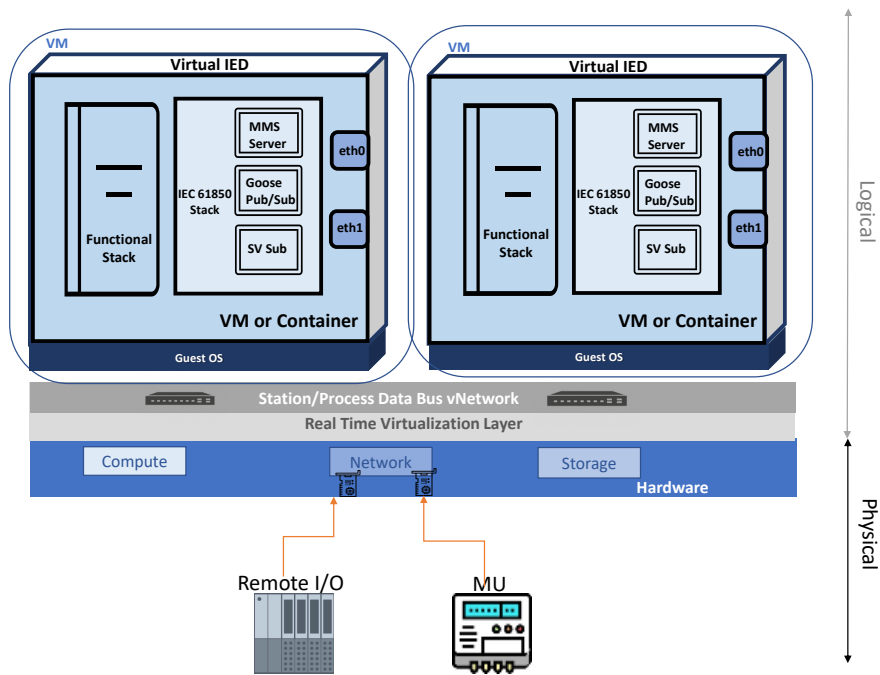 VM
Virtual IED
MMS
Server
eth0
IEC 61850
Stack
Goose
Pub/Sub
eth1
Functional
Stack
SV Sub
VM or Container
Guest OS
VM
Virtual IED
MMS
Server
eth0
IEC 61850
Stack
Goose
Pub/Sub
eth1
Functional
Stack
SV Sub
VM or Container
Guest OS
Logical
Station/Process Data Bus vNetwork
Real Time Virtualization Layer
Compute
Network
Storage
Hardware
Physical
Remote I/O
MU